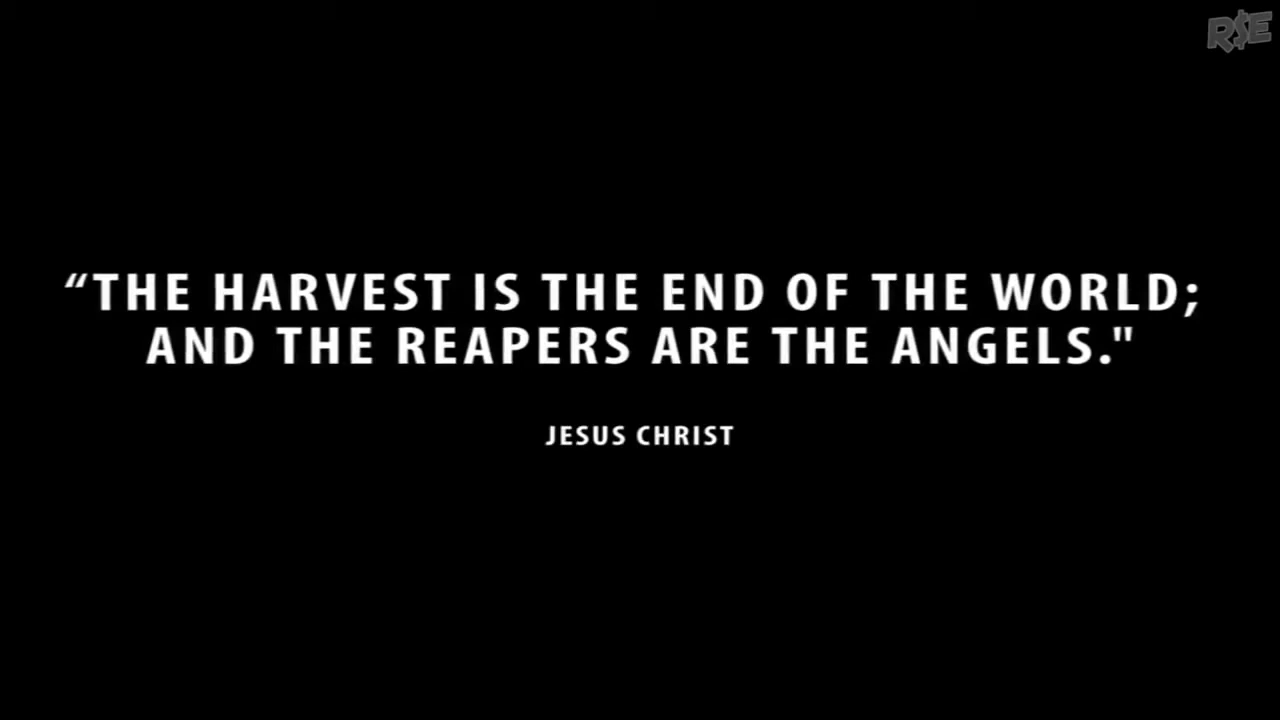 R$E
“THE HARVEST IS THE END OF THE WORLD;
AND THE REAPERS ARE THE ANGELS."
JESUS CHRIST